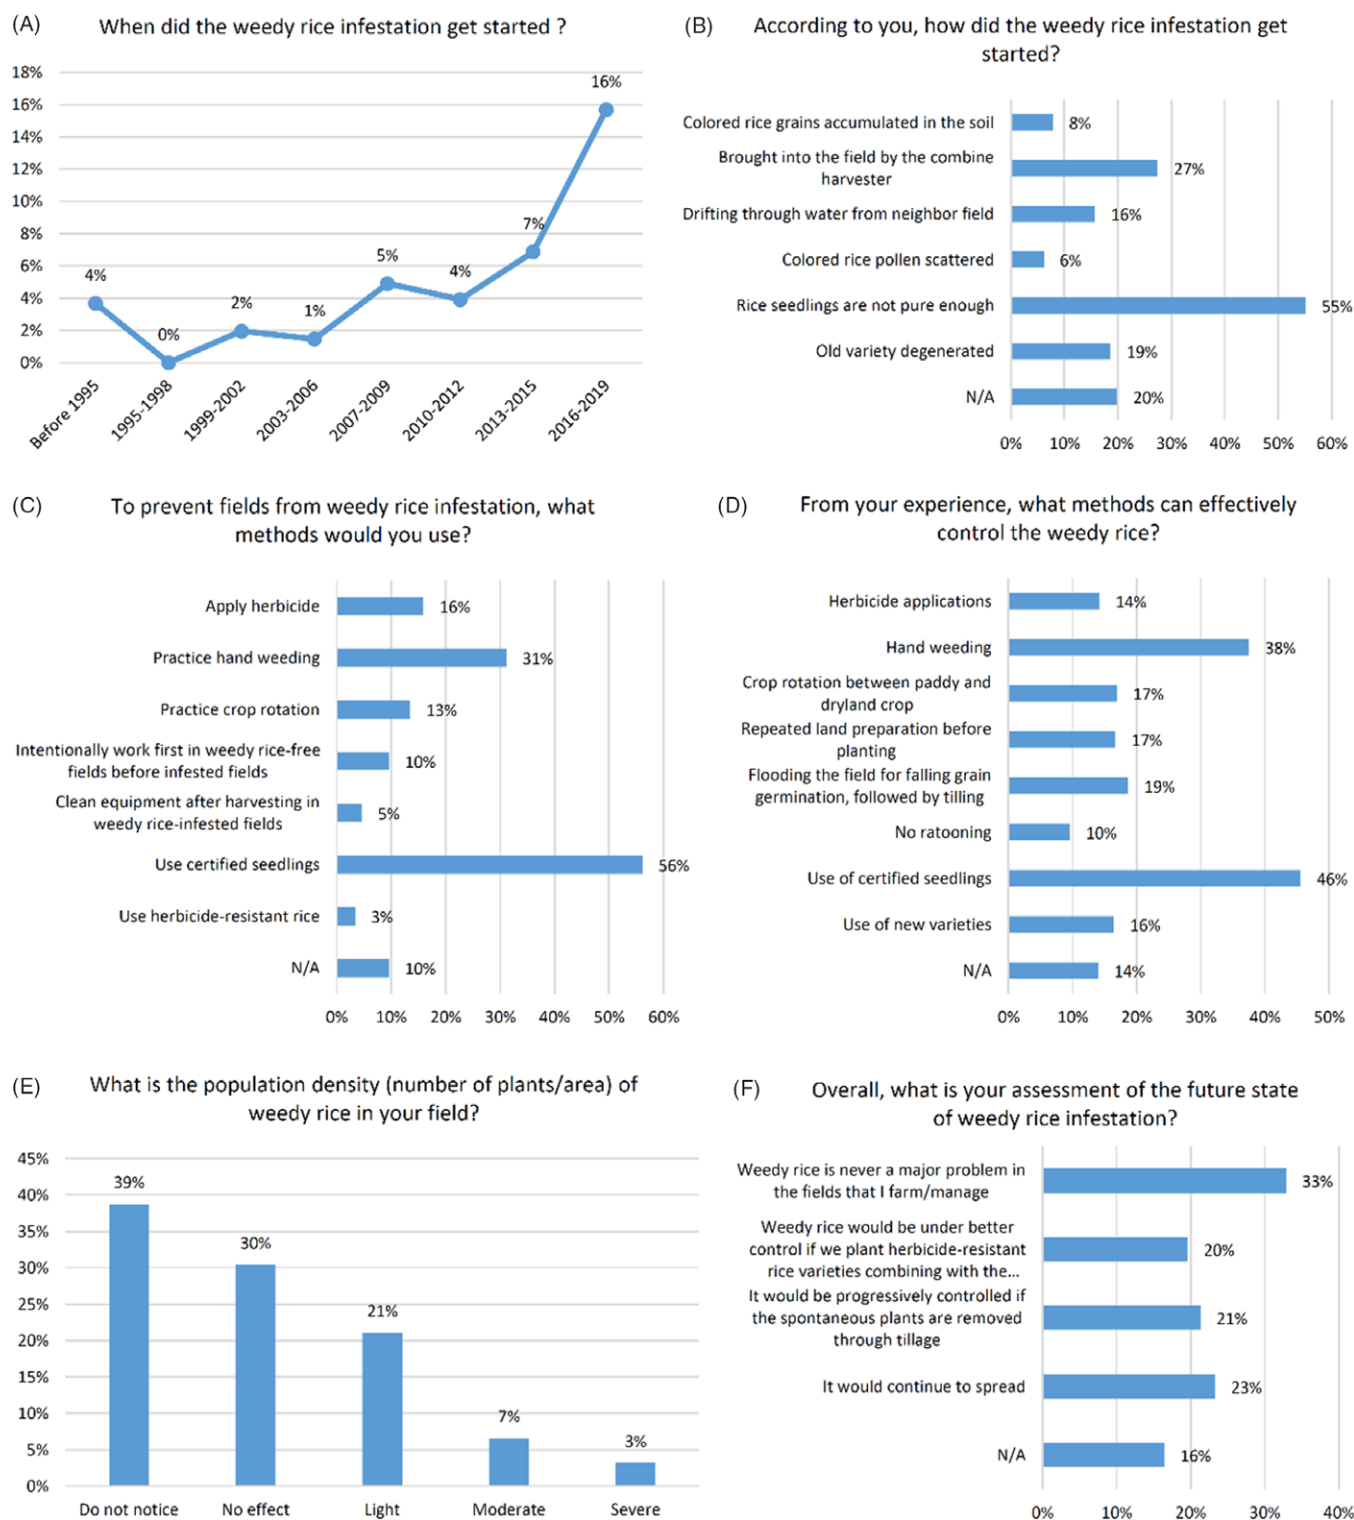 (A) When did the weedy rice infestation get started ?
18%
16%
14%
12%
10%
8%
6%
4%
2%
0%
4%
0%
2%
1%
5%
4%
7%
16%
Before 1995
1995-1998
1999-2002
2003-2006
2007-2009
2010-2012
2013-2015
2016-2019
(B) According to you, how did the weedy rice infestation get
started?
Colored rice grains accumulated in the soil 8%
Brought into the field by the combine
harvester 27%
Drifting through water from neighbor field 16%
Colored rice pollen scattered 6%
Rice seedlings are not pure enough 55%
Old variety degenerated 19%
N/A 20%
0% 10% 20% 30% 40% 50% 60%
(C) To prevent fields from weedy rice infestation, what
methods would you use?
Apply herbicide 16%
Practice hand weeding 31%
Practice crop rotation 13%
Intentionally work first in weedy rice-free
fields before infested fields 10%
Clean equipment after harvesting in
weedy rice-infested fields 5%
Use certified seedlings 56%
Use herbicide-resistant rice 3%
N/A 10%
0% 10% 20% 30% 40% 50% 60%
(D) From your experience, what methods can effectively
control the weedy rice?
Herbicide applications 14%
Hand weeding 38%
Crop rotation between paddy and
dryland crop 17%
Repeated land preparation before
planting 17%
Flooding the field for falling grain
germination, followed by tilling 19%
No ratooning 10%
Use of certified seedlings 46%
Use of new varieties 16%
N/A 14%
0% 10% 20% 30% 40% 50%
(E) What is the population density (number of plants/area) of
weedy rice in your field?
45%
40%
35%
30%
25%
20%
15%
10%
5%
0%
39%
30%
21%
7%
3%
Do not notice No effect Light Moderate Severe
(F) Overall, what is your assessment of the future state
of weedy rice infestation?
Weedy rice is never a major problem in
the fields that I farm/manage 33%
Weedy rice would be under better
control if we plant herbicide-resistant
rice varieties combining with the... 20%
It would be progressively controlled if
the spontaneous plants are removed
through tillage 21%
It would continue to spread 23%
N/A 16%
0% 10% 20% 30% 40%